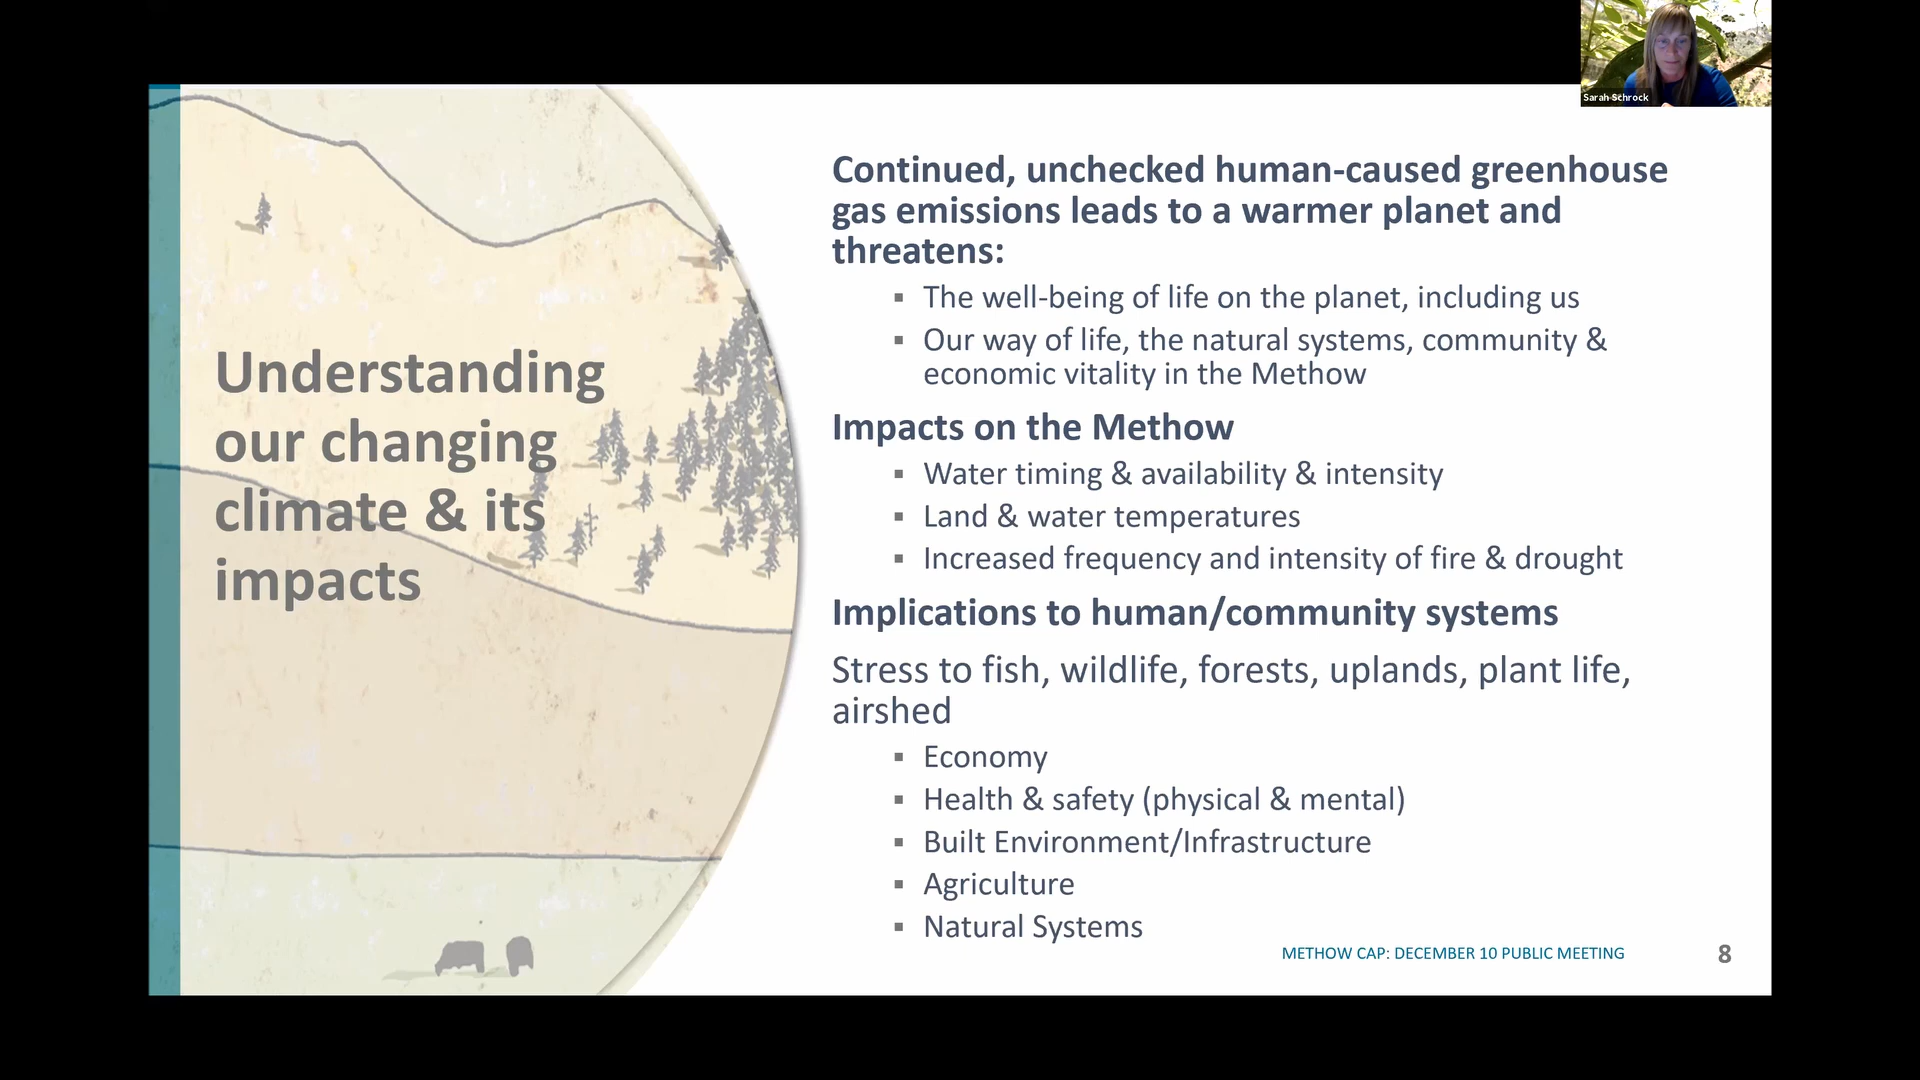 Sarah Schrock
Understanding
our changing
climate & its
impacts
Continued, unchecked human-caused greenhouse
gas emissions leads to a warmer planet and
threatens:
▪ The well-being of life on the planet, including us
▪ Our way of life, the natural systems, community &
economic vitality in the Methow
Impacts on the Methow
▪ Water timing & availability & intensity
▪ Land & water temperatures
▪ Increased frequency and intensity of fire & drought
Implications to human/community systems
Stress to fish, wildlife, forests, uplands, plant life,
airshed
▪ Economy
▪ Health & safety (physical & mental)
▪ Built Environment/Infrastructure
▪ Agriculture
▪ Natural Systems
METHOW CAP: DECEMBER 10 PUBLIC MEETING
8